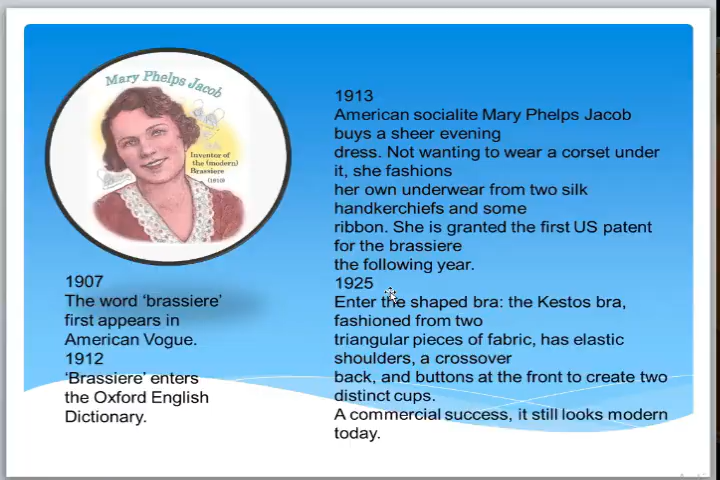 Mary Phelps Jacob
Inventor of
the (modern)
Brassiere
(1910)
1907
The word ‘brassiere’
first appears in
American Vogue.
1912
‘Brassiere’ enters
the Oxford English
Dictionary.
1913
American socialite Mary Phelps Jacob
buys a sheer evening
dress. Not wanting to wear a corset under
it, she fashions
her own underwear from two silk
handkerchiefs and some
ribbon. She is granted the first US patent
for the brassiere
the following year.
1925
Enter the shaped bra: the Kestos bra,
fashioned from two
triangular pieces of fabric, has elastic
shoulders, a crossover
back, and buttons at the front to create two
distinct cups.
A commercial success, it still looks modern
today.